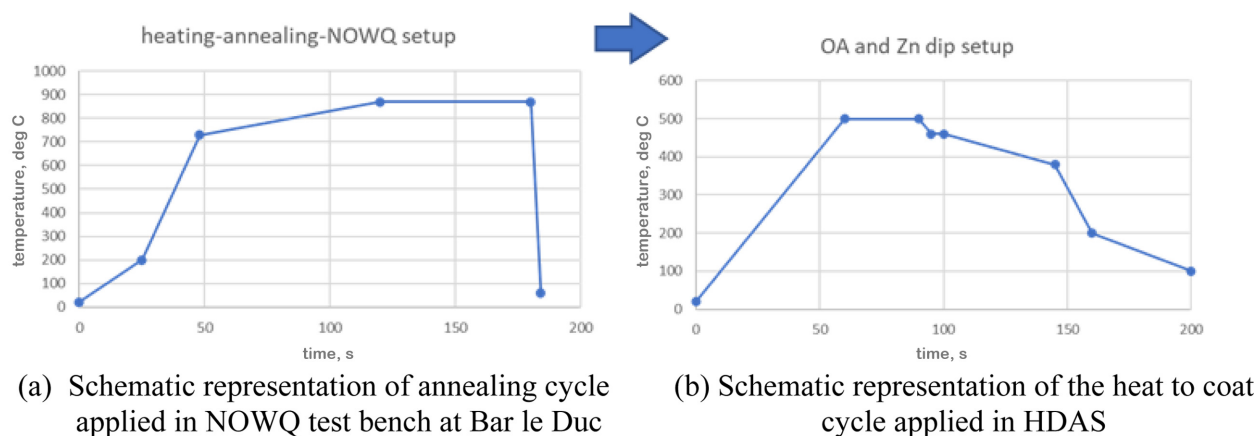 heating-annealing-NOWQ setup
1000
900
800
700
600
500
400
300
200
100
0
temperature, deg C
0 50 100 150 200
time, s
(a) Schematic representation of annealing cycle
applied in NOWQ test bench at Bar le Duc
OA and Zn dip setup
600
500
400
300
200
100
0
temperature, deg C
0 50 100 150 200
time, s
(b) Schematic representation of the heat to coat
cycle applied in HDAS